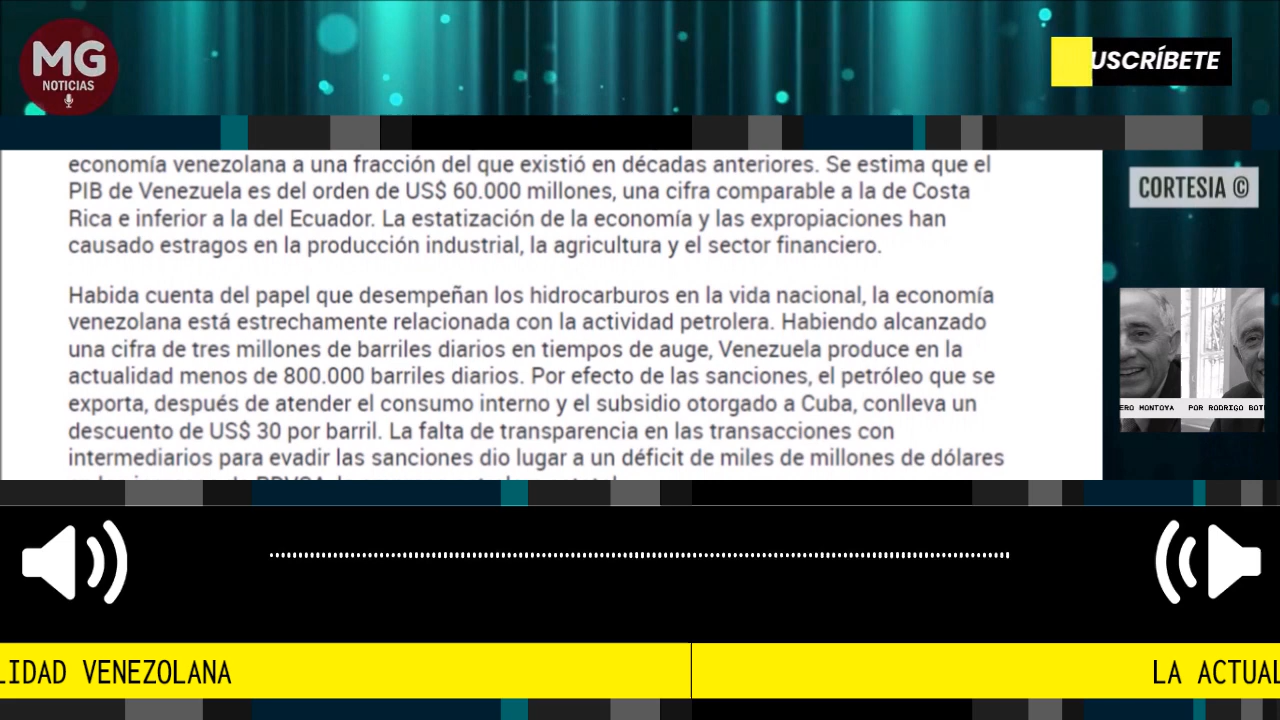 MG
NOTICIAS
USCRÍBETE
economía venezolana a una fracción del que existió en décadas anteriores. Se estima que el
PIB de Venezuela es del orden de US$ 60.000 millones, una cifra comparable a la de Costa
Rica e inferior a la del Ecuador. La estatización de la economía y las expropiaciones han
causado estragos en la producción industrial, la agricultura y el sector financiero.
CORTESIA ©
Habida cuenta del papel que desempeñan los hidrocarburos en la vida nacional, la economía
venezolana está estrechamente relacionada con la actividad petrolera. Habiendo alcanzado
una cifra de tres millones de barriles diarios en tiempos de auge, Venezuela produce en la
actualidad menos de 800.000 barriles diarios. Por efecto de las sanciones, el petróleo que se
exporta, después de atender el consumo interno y el subsidio otorgado a Cuba, conlleva un
descuento de US$ 30 por barril. La falta de transparencia en las transacciones con
intermediarios para evadir las sanciones dio lugar a un déficit de miles de millones de dólares
ERO MONTOYA POR RODRIGO BOT
LIDAD VENEZOLANA
LA ACTUAL